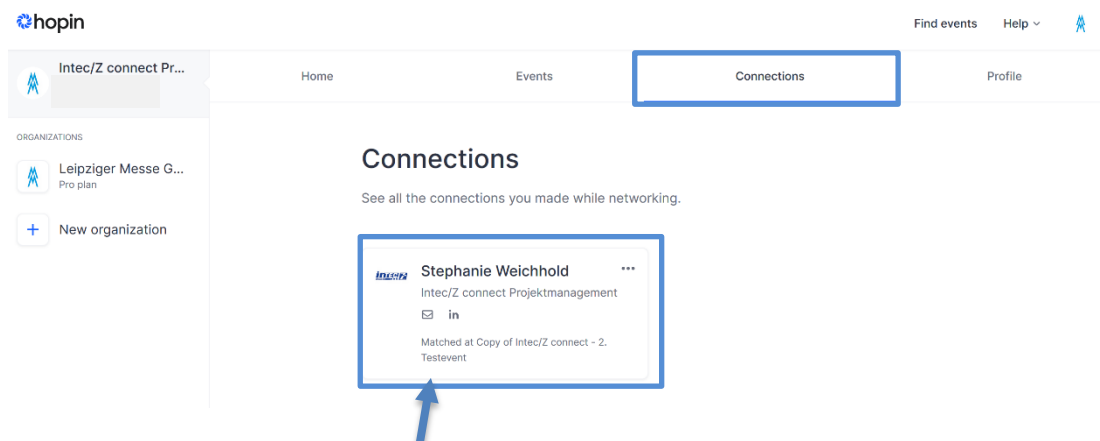 hopin
Find events
Help
Intec/Z connect Pr...
Home
Events
Connections
Profile
ORGANIZATIONS
Leipziger Messe G...
Pro plan
New organization
Connections
See all the connections you made while networking.
intec/z
Stephanie Weichhold
Intec/Z connect Projektmanagement
in
Matched at Copy of Intec/Z connect - 2.
Testevent